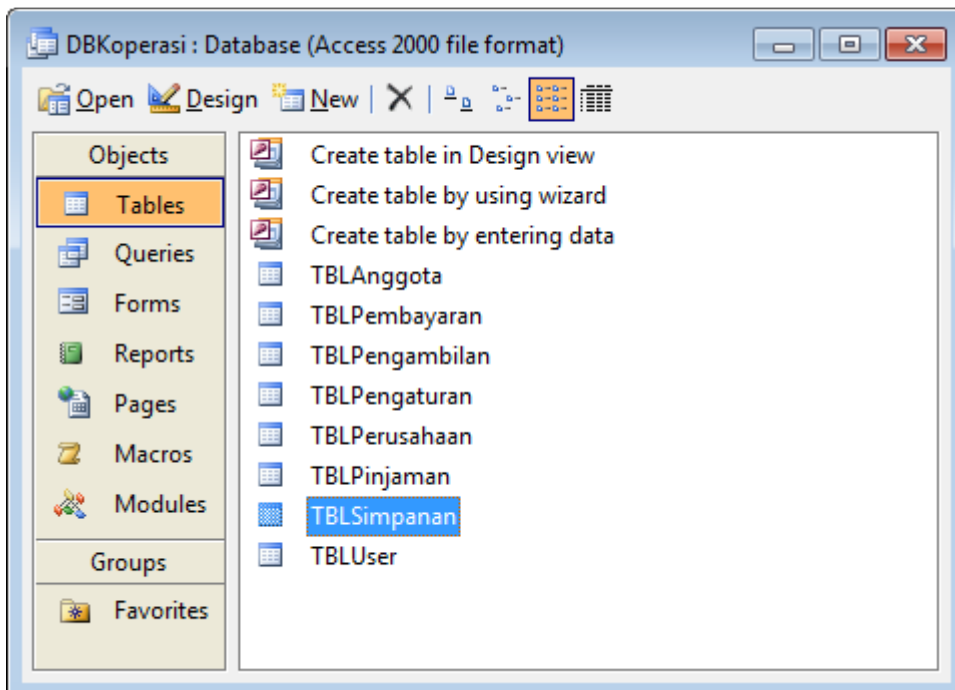 DBKoperasi : Database (Access 2000 file format)
Open Design New
Objects
Tables
Queries
Forms
Reports
Pages
Macros
Modules
Groups
Favorites
Create table in Design view
Create table by using wizard
Create table by entering data
TBLAnggota
TBLPembayaran
TBLPengambilan
TBLPengaturan
TBLPerusahaan
TBLPinjaman
TBLSimpanan
TBLUser